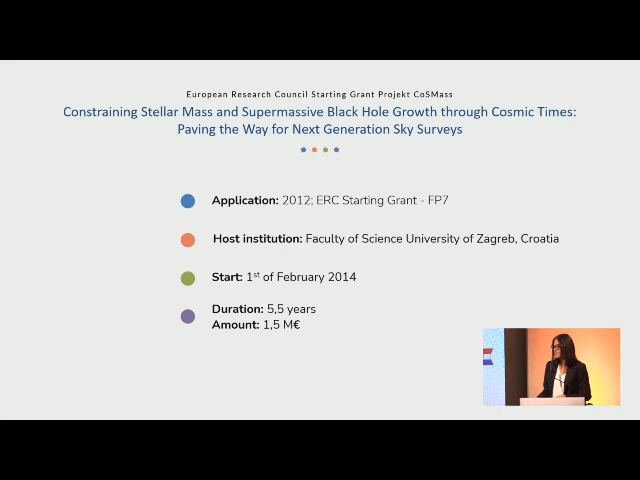 European Research Council Starting Grant Projekt CoSMass
Constraining Stellar Mass and Supermassive Black Hole Growth through Cosmic Times:
Paving the Way for Next Generation Sky Surveys
Application: 2012; ERC Starting Grant - FP7
Host institution: Faculty of Science University of Zagreb, Croatia
Start: 1st of February 2014
Duration: 5,5 years
Amount: 1,5 M€